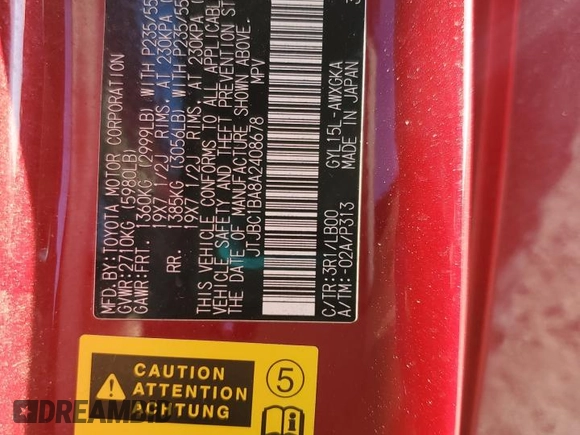 MFD.BY:TOYOTA MOTOR CORPORATION
GVWR:2710KG (5980LB)
GAWR:FRT. 1360KG (2999LB) WITH P235/55
19X7 1/2J RIMS, AT 230KPA (
RR. 1385KG (3056LB) WITH P235/55
19X7 1/2J RIMS, AT 230KPA (
THIS VEHICLE CONFORMS TO ALL APPLICABLE
VEHICLE SAFETY, BUMPER, AND THEFT PREVENTION ST
THE DATE OF MANUFACTURE SHOWN ABOVE.
JTJBC1BA8A2408678 MPV
C/TR:3R1/LB00 GYL15L-AWXGKA
A/TM:-02A/P313 MADE IN JAPAN
CAUTION
ATTENTION
ACHTUNG
5
DREAMBID